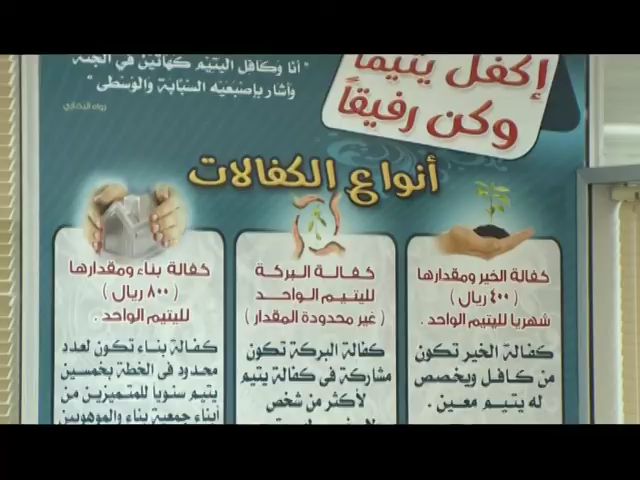 إكفل يتيماً
وكن رفيقاً
" أنا وكافل اليتيم كهاتين في الجنة
وأشار بإصبعيه السبابة والوسطى "
رواه البخاري
أنواع الكفالات
كفالة الخير ومقدارها
( ٤٠٠ ريال )
شهريا لليتيم الواحد .
كفالة الخير تكون
من كافل ويخصص
له يتيم معين .
كفالة البركة
لليتيم الواحد
( غير محدودة المقدار )
كفالة البركة تكون
مشاركة في كفالة يتيم
لأكثر من شخص
كفالة بناء ومقدارها
( ٨٠٠ ريال )
لليتيم الواحد .
كفالة بناء تكون لعدد
محدود في الخطة بخمسين
يتيم سنويا للمتميزين من
أبناء جمعية بناء والموهوبين